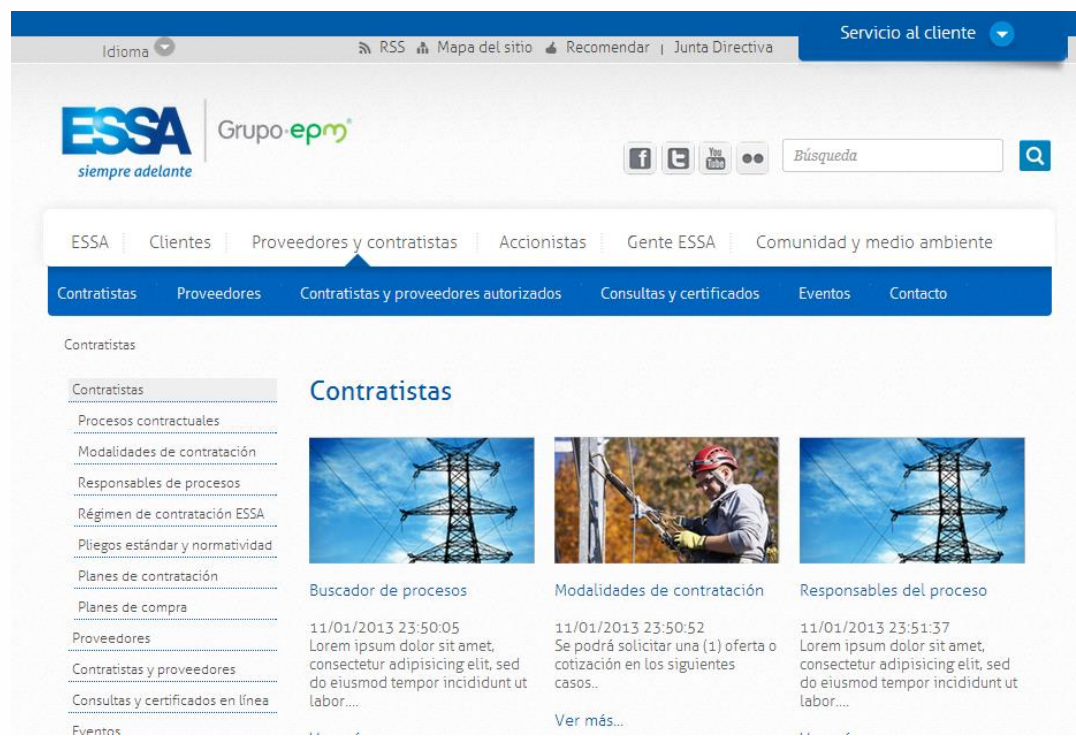 Servicio al cliente
Idioma
RSS Mapa del sitio Recomendar | Junta Directiva
ESSA
siempre adelante
Grupo·epm®
f t You Tube
Búsqueda
ESSA Clientes Proveedores y contratistas Accionistas Gente ESSA Comunidad y medio ambiente
Contratistas Proveedores Contratistas y proveedores autorizados Consultas y certificados Eventos Contacto
Contratistas
Contratistas
Procesos contractuales
Modalidades de contratación
Responsables de procesos
Régimen de contratación ESSA
Pliegos estándar y normatividad
Planes de contratación
Planes de compra
Proveedores
Contratistas y proveedores
Consultas y certificados en línea
Eventos
Contratistas
Buscador de procesos
11/01/2013 23:50:05
Lorem ipsum dolor sit amet,
consectetur adipisicing elit, sed
do eiusmod tempor incididunt ut
labor....
Modalidades de contratación
11/01/2013 23:50:52
Se podrá solicitar una (1) oferta o
cotización en los siguientes
casos..
Ver más...
Responsables del proceso
11/01/2013 23:51:37
Lorem ipsum dolor sit amet,
consectetur adipisicing elit, sed
do eiusmod tempor incididunt ut
labor....